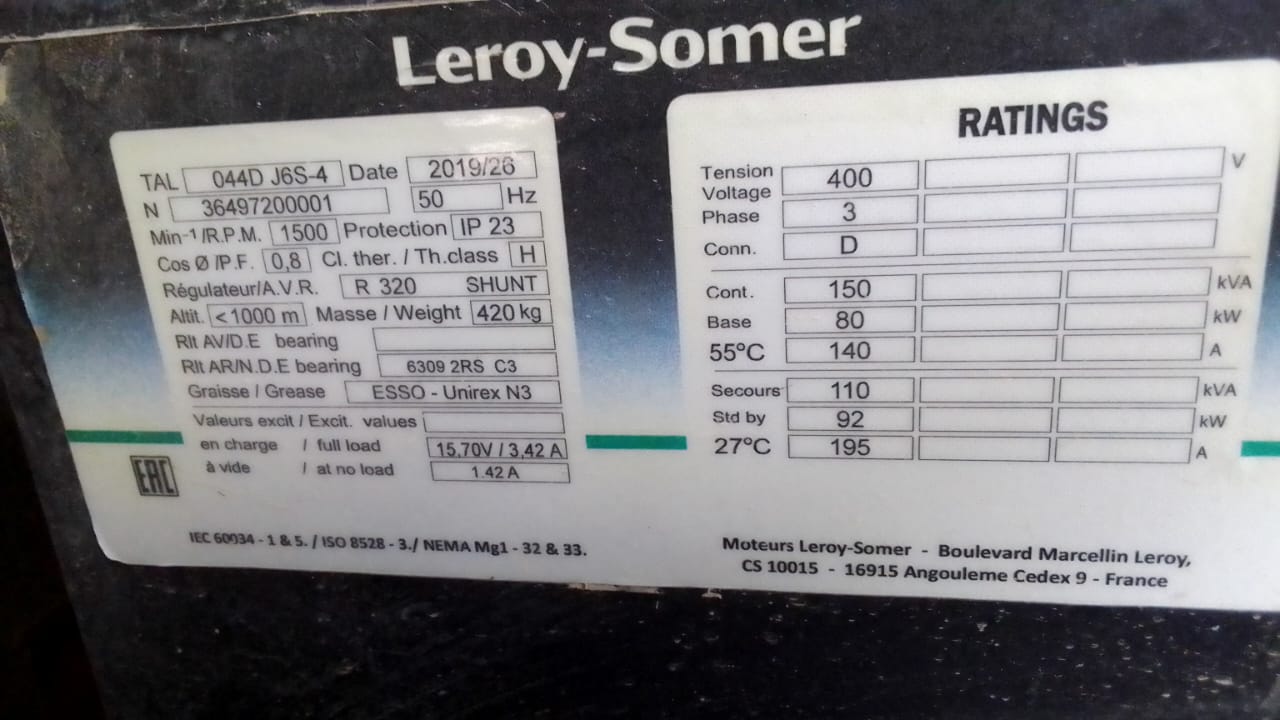 Leroy-Somer
TAL 044D J6S-4 Date 2019/26
N 36497200001 50 Hz
Min-1/R.P.M. 1500 Protection IP 23
Cos Ø /P.F. 0,8 Cl. ther. / Th.class H
Régulateur/A.V.R. R 320 SHUNT
Altit. < 1000 m Masse / Weight 420 kg
Rlt AV/D.E bearing
Rlt AR/N.D.E bearing 6309 2RS C3
Graisse / Grease ESSO - Unirex N3
Valeurs excit / Excit. values
en charge / full load 15,70V / 3,42 A
à vide / at no load 1.42 A
EAC
IEC 60034 - 1 & 5. / ISO 8528 - 3./ NEMA Mg1 - 32 & 33.
RATINGS
Tension
Voltage 400 V
Phase 3
Conn. D
Cont. 150 kVA
Base 80 kW
55°C 140 A
Secours 110 kVA
Std by 92 kW
27°C 195 A
Moteurs Leroy-Somer - Boulevard Marcellin Leroy,
CS 10015 - 16915 Angouleme Cedex 9 - France